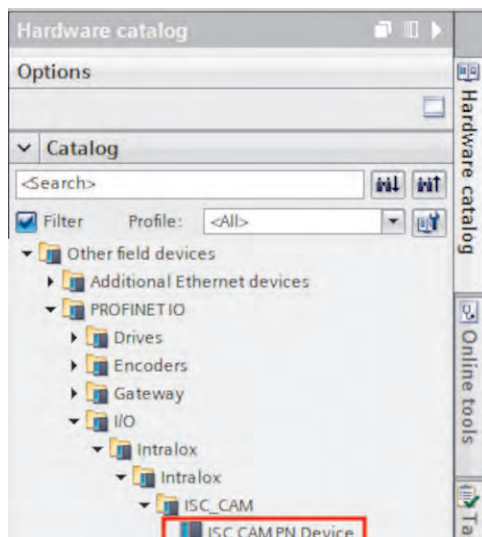 Hardware catalog
Options
Catalog
<Search>
Filter Profile: <All>
Other field devices
Additional Ethernet devices
PROFINET IO
Drives
Encoders
Gateway
I/O
Intralox
Intralox
ISC_CAM
ISC CAM PN Device
Hardware catalog
Online tools